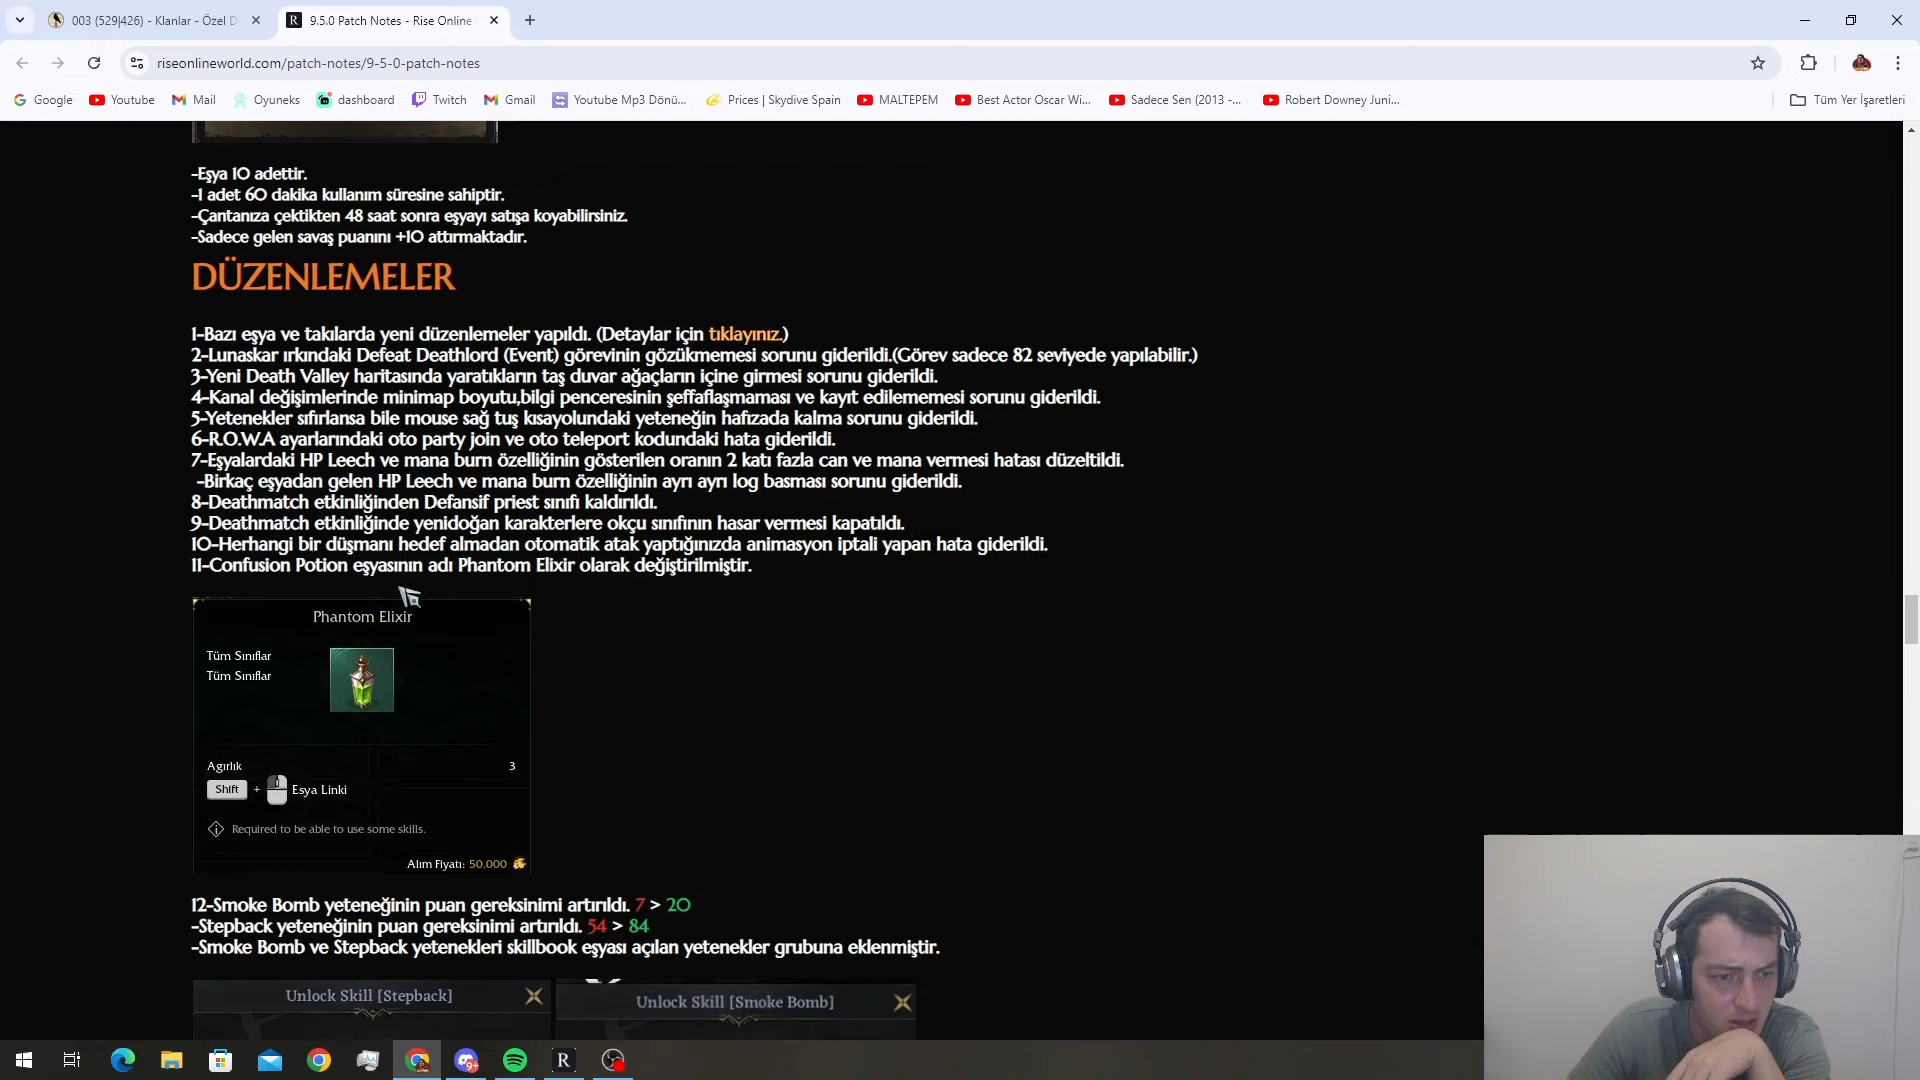 003 (529|426) - Klanlar - Özel D
9.5.0 Patch Notes - Rise Online
riseonlineworld.com/patch-notes/9-5-0-patch-notes
Google
Youtube
Mail
Oyuneks
dashboard
Twitch
Gmail
Youtube Mp3 Dönü...
Prices | Skydive Spain
MALTEPEM
Best Actor Oscar Wi...
Sadece Sen (2013 -...
Robert Downey Juni...
Tüm Yer İşaretleri
-Eşya 10 adettir.
-1 adet 60 dakika kullanım süresine sahiptir.
-Çantanıza çektikten 48 saat sonra eşyayı satışa koyabilirsiniz.
-Sadece gelen savaş puanını +10 attırmaktadır.
DÜZENLEMELER
1-Bazı eşya ve takılarda yeni düzenlemeler yapıldı. (Detaylar için tıklayınız.)
2-Lunaskar ırkındaki Defeat Deathlord (Event) görevinin gözükmemesi sorunu giderildi.(Görev sadece 82 seviyede yapılabilir.)
3-Yeni Death Valley haritasında yaratıkların taş duvar ağaçların içine girmesi sorunu giderildi.
4-Kanal değişimlerinde minimap boyutu,bilgi penceresinin şeffaflaşmaması ve kayıt edilememesi sorunu giderildi.
5-Yetenekler sıfırlansa bile mouse sağ tuş kısayolundaki yeteneğin hafızada kalma sorunu giderildi.
6-R.O.W.A ayarlarındaki oto party join ve oto teleport kodundaki hata giderildi.
7-Eşyalardaki HP Leech ve mana burn özelliğinin gösterilen oranın 2 katı fazla can ve mana vermesi hatası düzeltildi.
-Birkaç eşyadan gelen HP Leech ve mana burn özelliğinin ayrı ayrı log basması sorunu giderildi.
8-Deathmatch etkinliğinden Defansif priest sınıfı kaldırıldı.
9-Deathmatch etkinliğinde yenidoğan karakterlere okçu sınıfının hasar vermesi kapatıldı.
10-Herhangi bir düşmanı hedef almadan otomatik atak yaptığınızda animasyon iptali yapan hata giderildi.
11-Confusion Potion eşyasının adı Phantom Elixir olarak değiştirilmiştir.
Phantom Elixir
Tüm Sınıflar
Tüm Sınıflar
Agırlık 3
Shift + Esya Linki
Required to be able to use some skills.
Alım Fiyatı: 50.000
12-Smoke Bomb yeteneğinin puan gereksinimi artırıldı. 7 > 20
-Stepback yeteneğinin puan gereksinimi artırıldı. 54 > 84
-Smoke Bomb ve Stepback yetenekleri skillbook eşyası açılan yetenekler grubuna eklenmiştir.
Unlock Skill [Stepback]
Unlock Skill [Smoke Bomb]